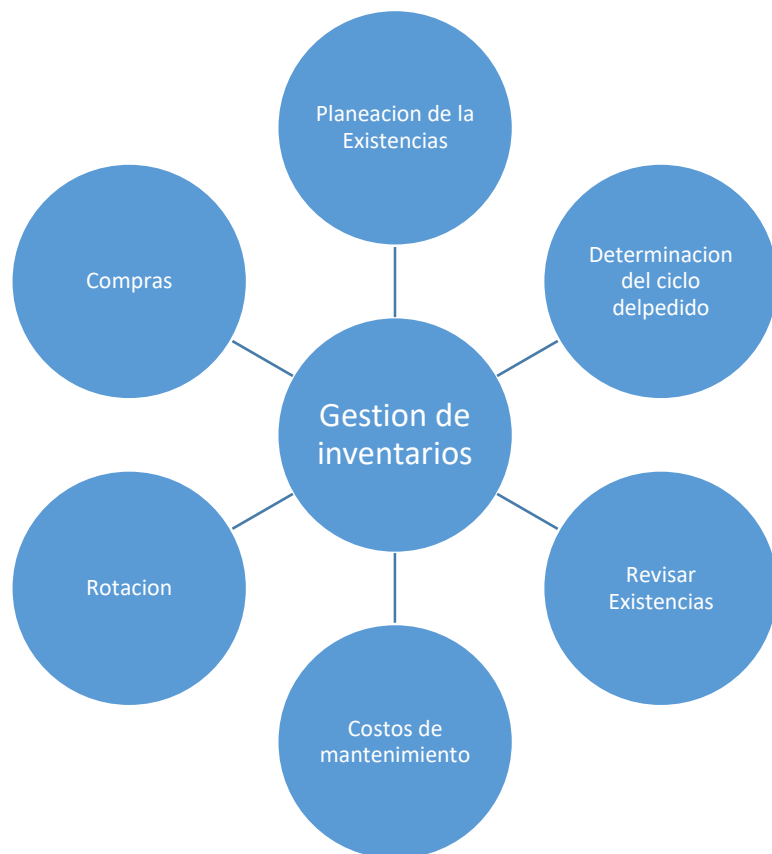 Planeacion de la
Existencias
Compras
Determinacion
del ciclo
delpedido
Gestion de
inventarios
Rotacion
Revisar
Existencias
Costos de
mantenimiento